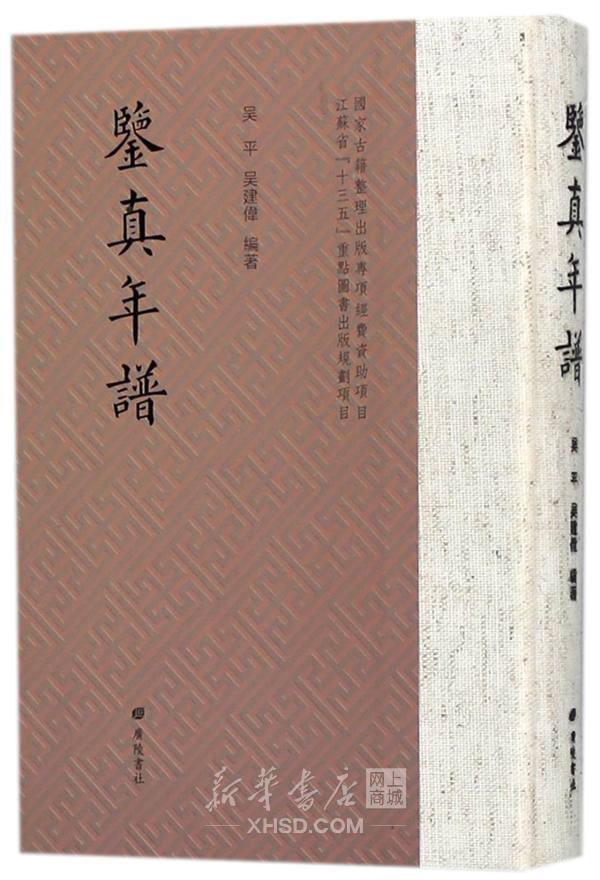 國家古籍整理出版專項經費資助項目
江蘇省『十三五』重點圖書出版規劃項目
吴 平 吴建偉 編著
鑒真年譜
廣陵書社
鑒真年譜
吴 平 吴建偉 編著
廣陵書社
新華書店
网上商城
XHSD.COM